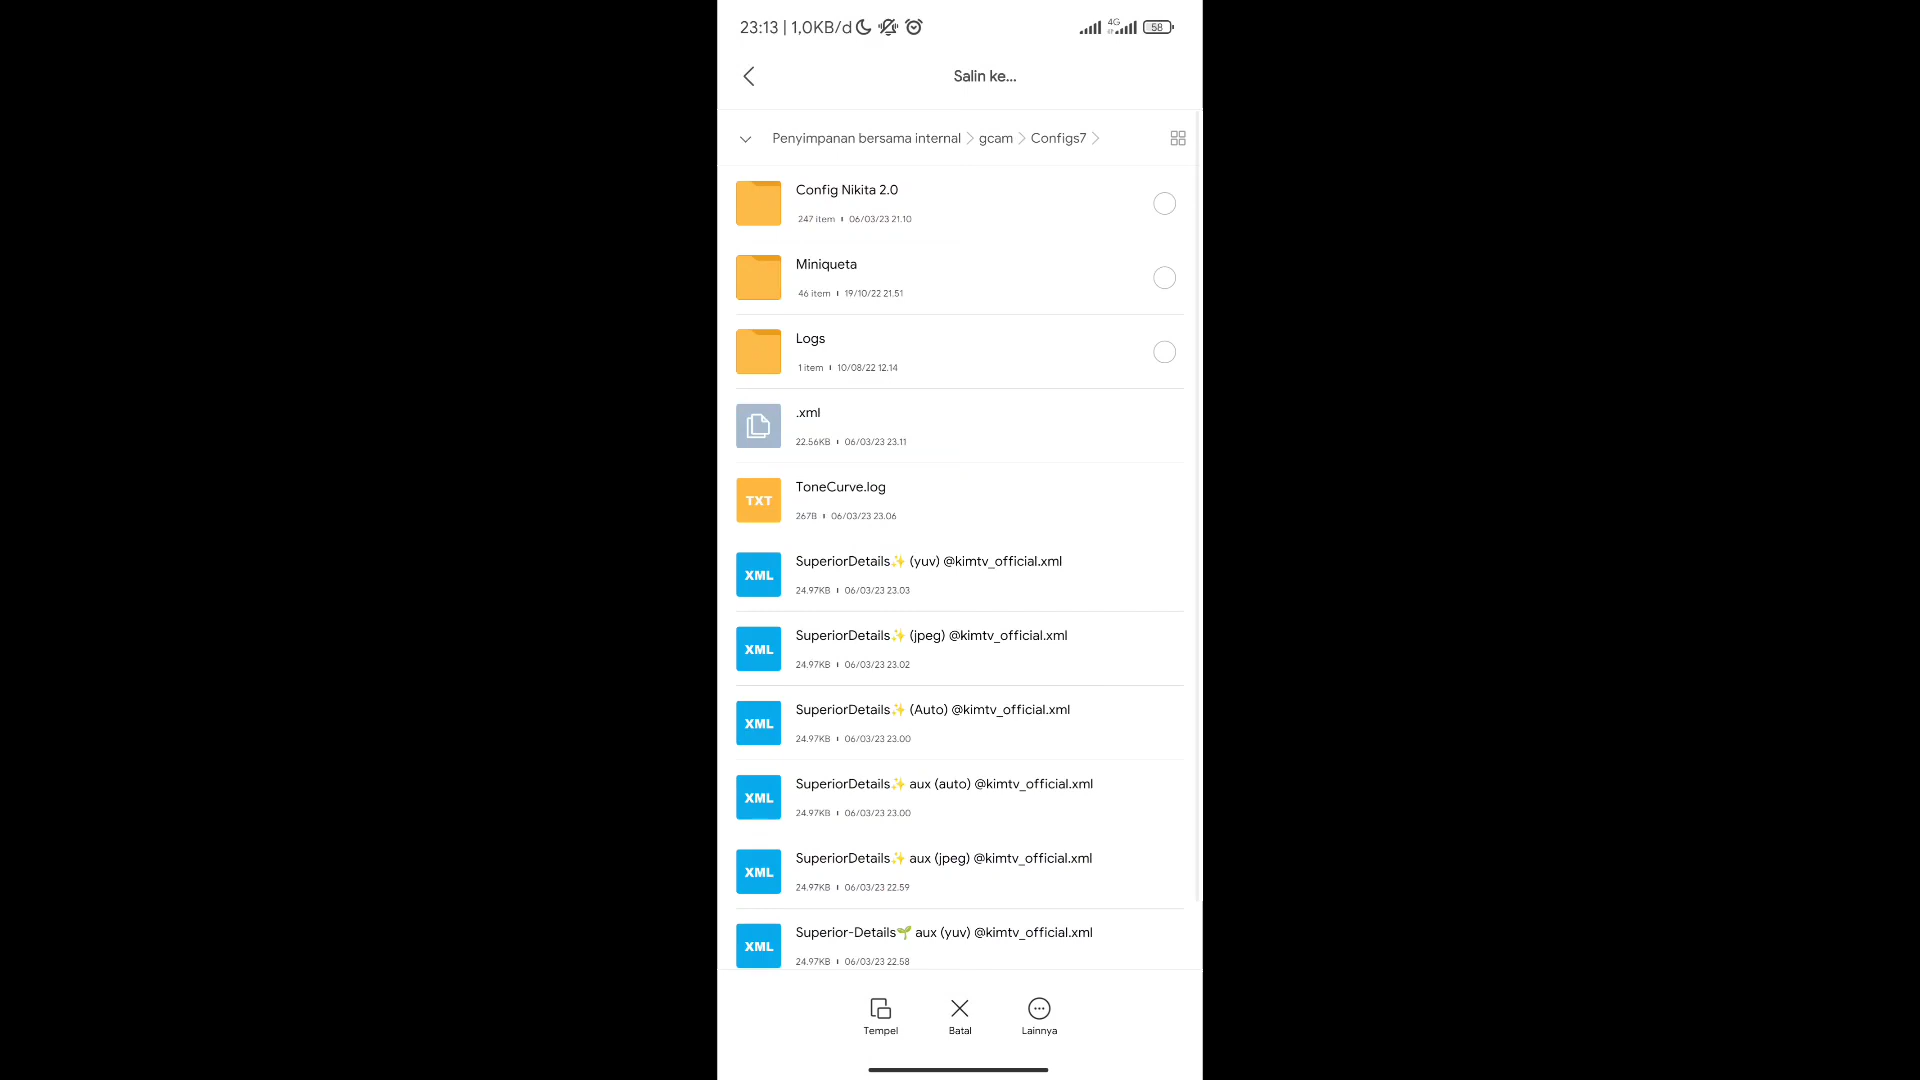 23:13 | 1,0KB/d
4G
58
Salin ke...
Penyimpanan bersama internal > gcam > Configs7 >
Config Nikita 2.0
247 item ı 06/03/23 21.10
Miniqueta
46 item ı 19/10/22 21.51
Logs
1 item ı 10/08/22 12.14
.xml
22.56KB ı 06/03/23 23.11
TXT
ToneCurve.log
267B ı 06/03/23 23.06
XML
SuperiorDetails✨ (yuv) @kimtv_official.xml
24.97KB ı 06/03/23 23.03
XML
SuperiorDetails✨ (jpeg) @kimtv_official.xml
24.97KB ı 06/03/23 23.02
XML
SuperiorDetails✨ (Auto) @kimtv_official.xml
24.97KB ı 06/03/23 23.00
XML
SuperiorDetails✨ aux (auto) @kimtv_official.xml
24.97KB ı 06/03/23 23.00
XML
SuperiorDetails✨ aux (jpeg) @kimtv_official.xml
24.97KB ı 06/03/23 22.59
XML
Superior-Details🌱 aux (yuv) @kimtv_official.xml
24.97KB ı 06/03/23 22.58
Tempel
Batal
Lainnya